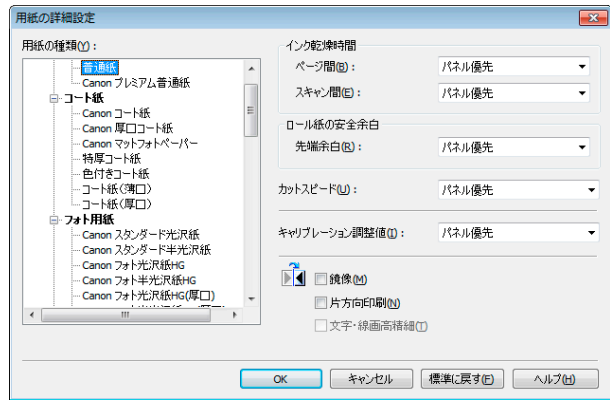 用紙の詳細設定
用紙の種類(Y):
普通紙
Canon プレミアム普通紙
コート紙
Canon コート紙
Canon 厚口コート紙
Canon マットフォトペーパー
特厚コート紙
色付きコート紙
コート紙(薄口)
コート紙(厚口)
フォト用紙
Canon スタンダード光沢紙
Canon スタンダード半光沢紙
Canon フォト光沢紙HG
Canon フォト半光沢紙HG
Canon フォト光沢紙HG(厚口)
インク乾燥時間
ページ間(B): パネル優先
スキャン間(E): パネル優先
ロール紙の安全余白
先端余白(R): パネル優先
カットスピード(U): パネル優先
キャリブレーション調整値(I): パネル優先
鏡像(M)
片方向印刷(N)
文字・線画高精細(T)
OK キャンセル 標準に戻す(F) ヘルプ(H)